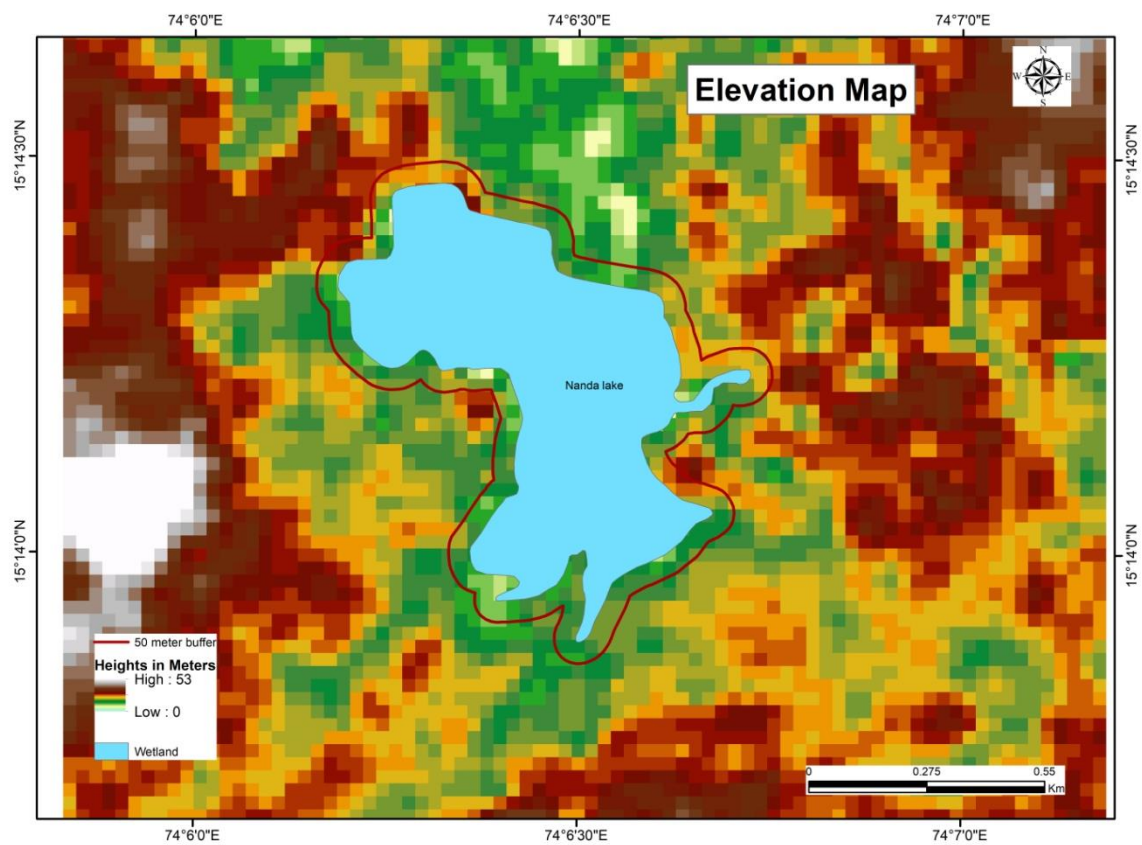 74°6'0"E
74°6'30"E
74°7'0"E
Elevation Map
N
W E
S
15°14'30"N
15°14'30"N
Nanda lake
15°14'0"N
15°14'0"N
50 meter buffer
Heights in Meters
High : 53
Low : 0
Wetland
0 0.275 0.55
Km
74°6'0"E
74°6'30"E
74°7'0"E